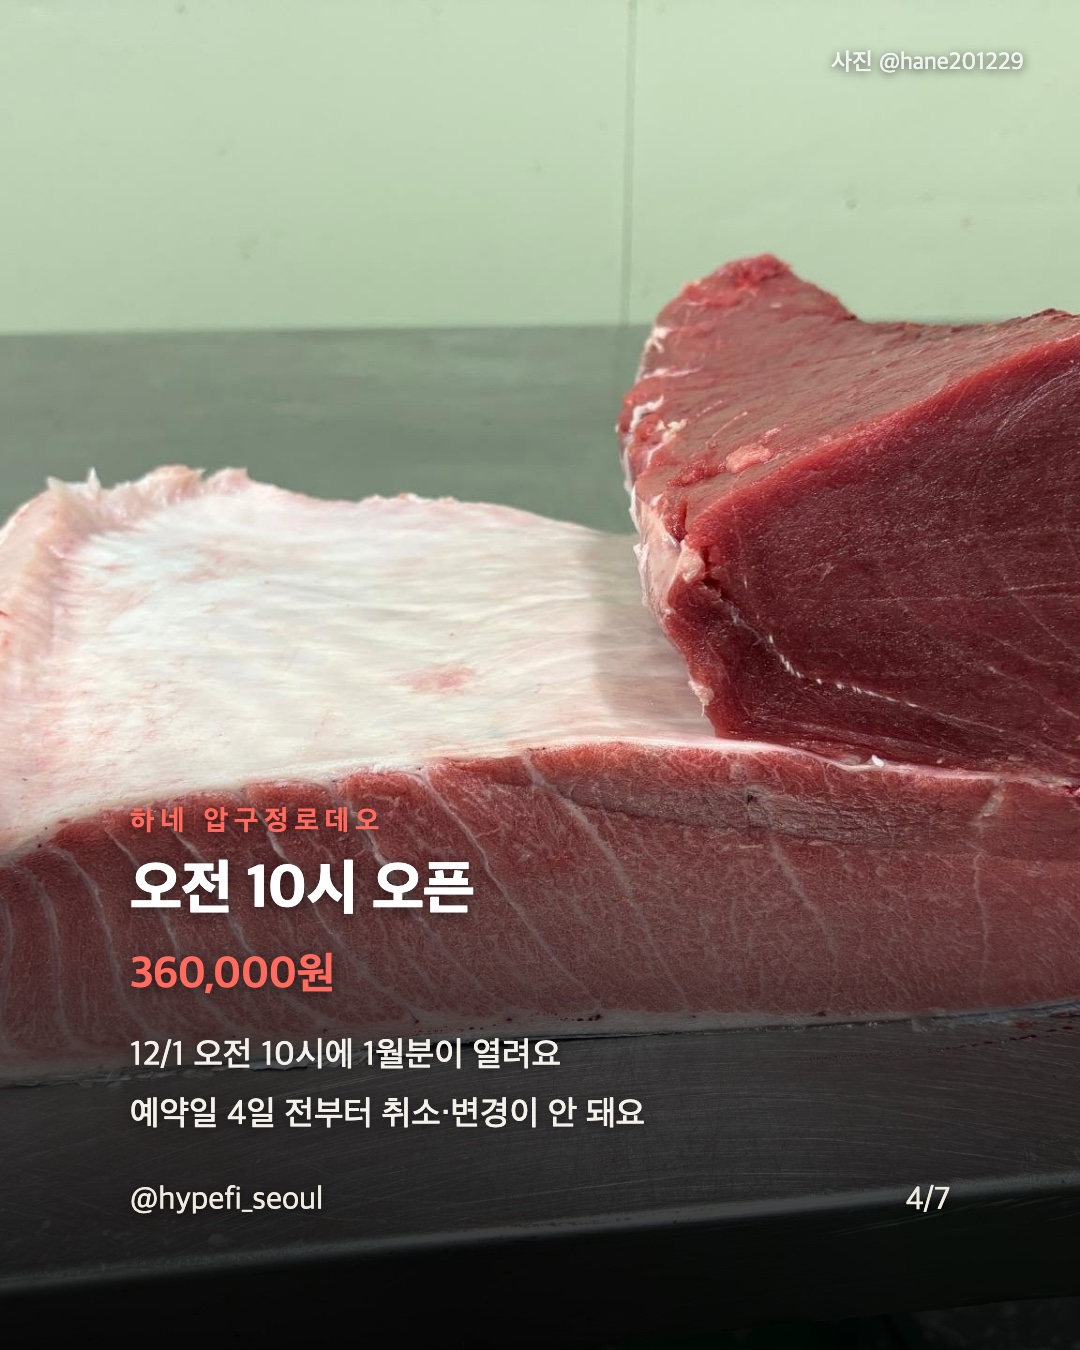 사진 @hane201229
하네 압구정로데오
오전 10시 오픈
360,000원
12/1 오전 10시에 1월분이 열려요
예약일 4일 전부터 취소·변경이 안 돼요
@hypefi_seoul
4/7